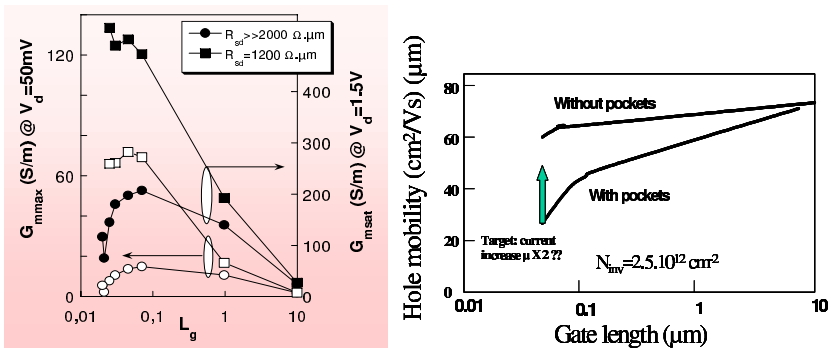 R_sd>>2000 Ω.µm
R_sd=1200 Ω.µm
G_mmax (S/m) @ V_d=50mV
120
60
0
G_msat (S/m) @ V_d=1.5V
400
300
200
100
0
0,01
0,1
1
10
L_g
Hole mobility (cm²/Vs) (µm)
80
60
40
20
0
Without pockets
With pockets
Target: current
increase µ X 2 ??
N_inv=2.5.10¹² cm⁻²
0.01
0.1
1
10
Gate length (µm)